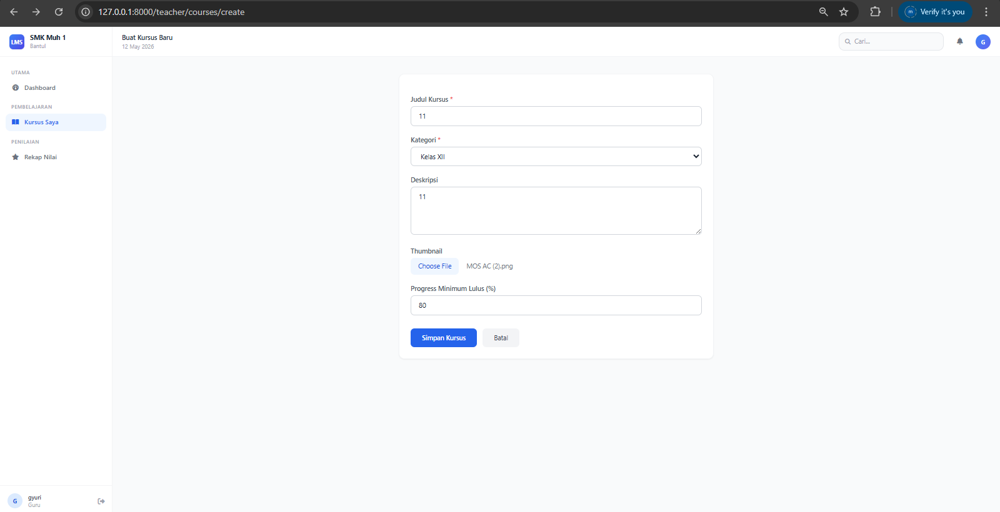 127.0.0.1:8000/teacher/courses/create
m Verify it's you
LMS SMK Muh 1
Bantul
Buat Kursus Baru
12 May 2026
Cari...
G
UTAMA
Dashboard
PEMBELAJARAN
Kursus Saya
PENILAIAN
Rekap Nilai
Judul Kursus *
11
Kategori *
Kelas XII
Deskripsi
11
Thumbnail
Choose File MOS AC (2).png
Progress Minimum Lulus (%)
80
Simpan Kursus Batal
G gyuri
Guru